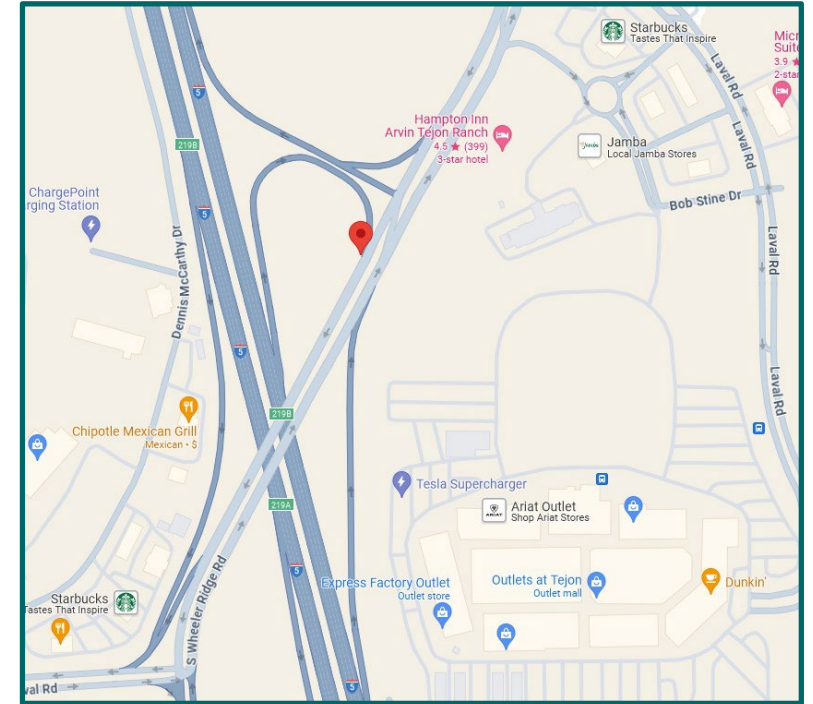 Starbucks
Tastes That Inspire
Micr
Suite
3.9
2-star
Laval Rd
5
Hampton Inn
Arvin Tejon Ranch
4.5 ★ (399)
3-star hotel
Jamba
Jamba
Local Jamba Stores
Laval Rd
219B
Bob Stine Dr
ChargePoint
rging Station
5
Dennis McCarthy Dr
Laval Rd
5
Laval Rd
219B
Chipotle Mexican Grill
Mexican • $
Tesla Supercharger
219A
ARIAT
Ariat Outlet
Shop Ariat Stores
5
Express Factory Outlet
Outlet store
Outlets at Tejon
Outlet mall
Dunkin'
Starbucks
Tastes That Inspire
S Wheeler Ridge Rd
val Rd
5